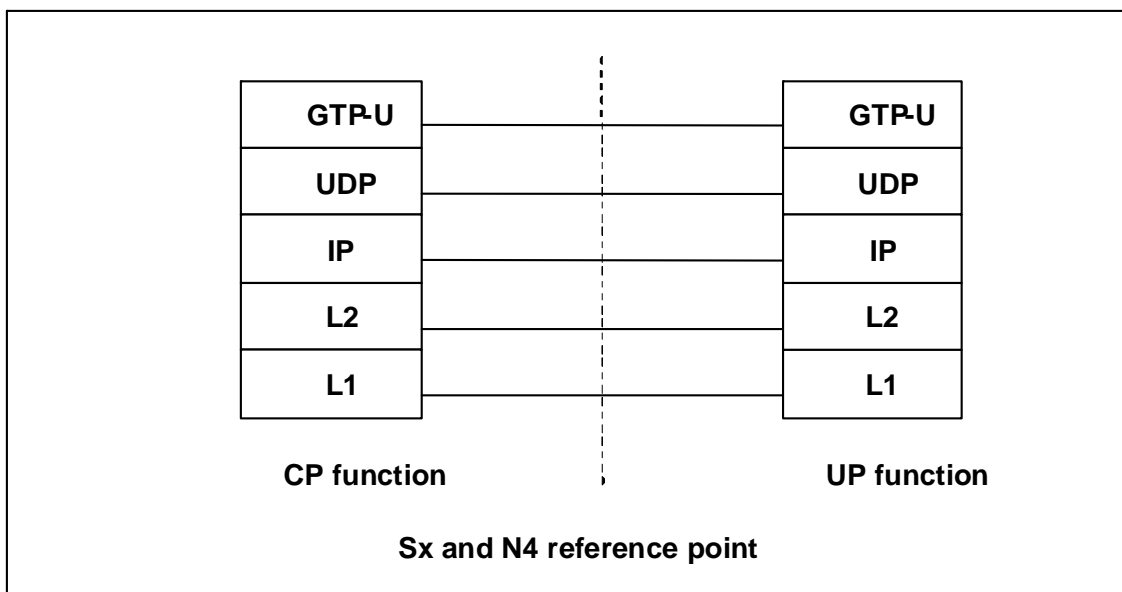 GTP-U GTP-U
UDP UDP
IP IP
L2 L2
L1 L1
CP function UP function
Sx and N4 reference point